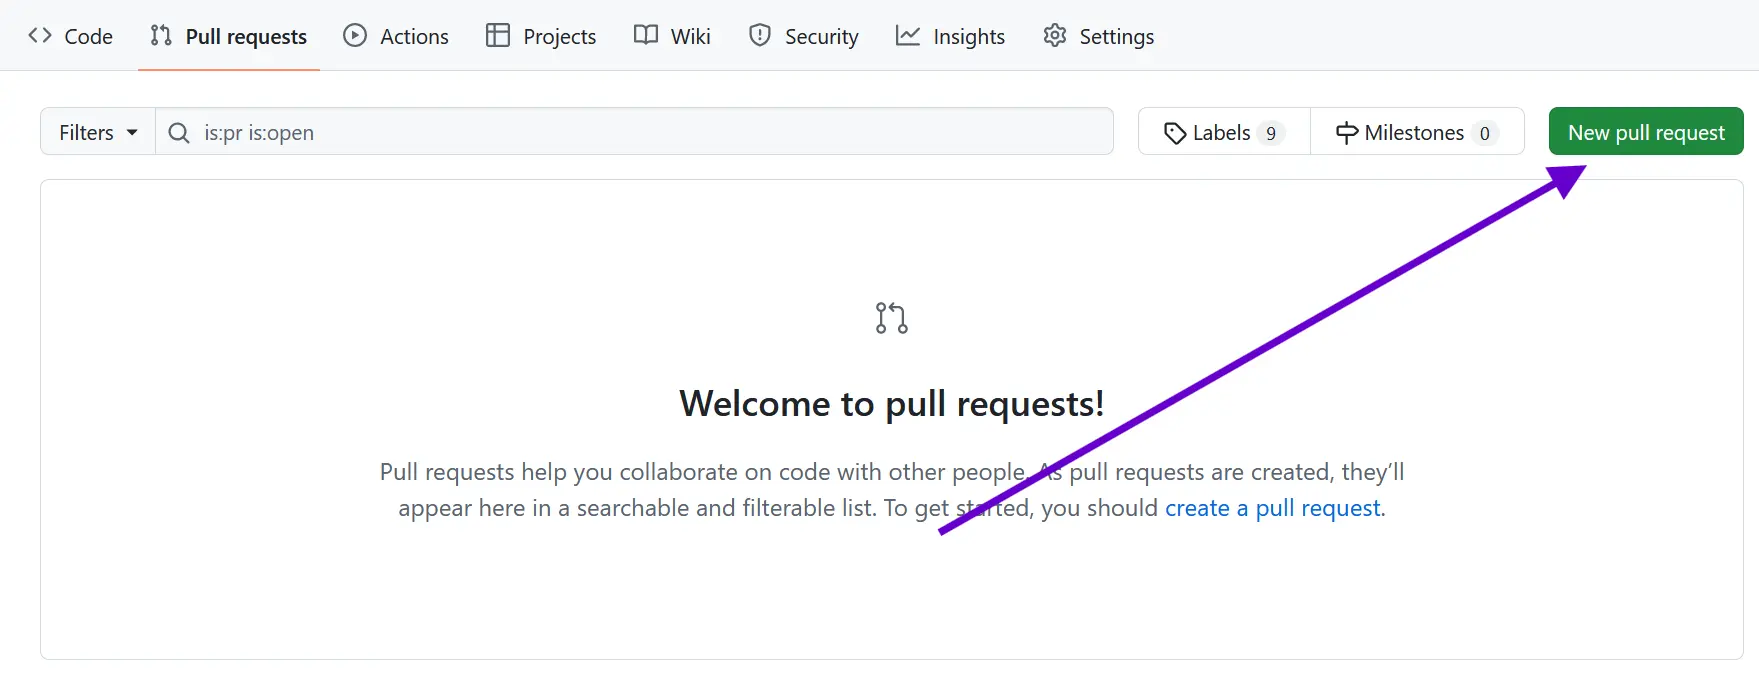 Code Pull requests Actions Projects Wiki Security Insights Settings
Filters is:pr is:open Labels 9 Milestones 0 New pull request
Welcome to pull requests!
Pull requests help you collaborate on code with other people. As pull requests are created, they’ll
appear here in a searchable and filterable list. To get started, you should create a pull request.